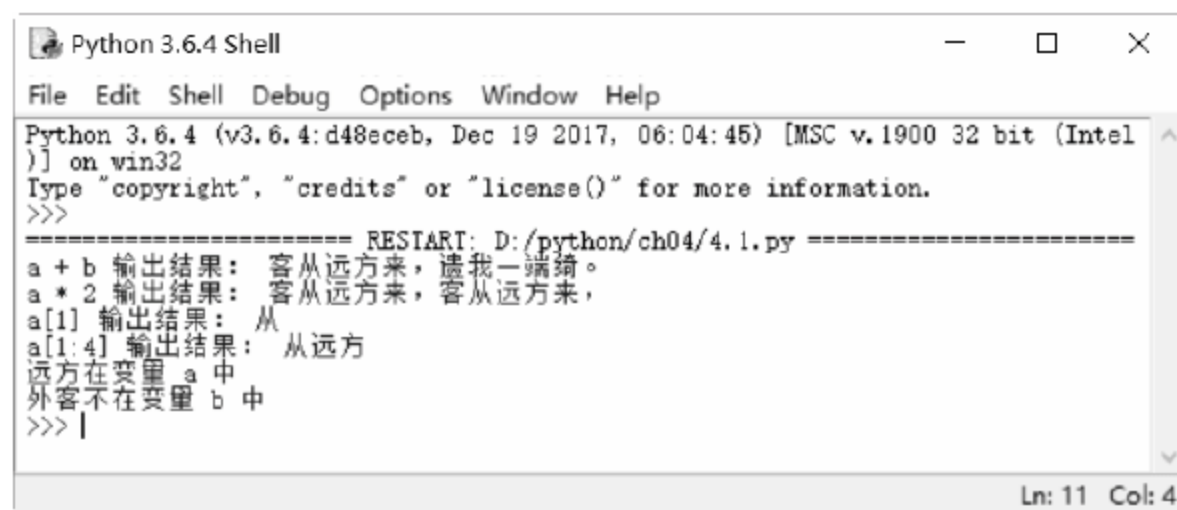 Python 3.6.4 Shell
File Edit Shell Debug Options Window Help
Python 3.6.4 (v3.6.4:d48eceb, Dec 19 2017, 06:04:45) [MSC v.1900 32 bit (Intel
)] on win32
Type "copyright", "credits" or "license()" for more information.
>>>
======================= RESTART: D:/python/ch04/4.1.py =======================
a + b 输出结果： 客从远方来，遗我一端绮。
a * 2 输出结果： 客从远方来，客从远方来，
a[1] 输出结果： 从
a[1:4] 输出结果： 从远方
远方在变量 a 中
外客不在变量 b 中
>>>
Ln: 11 Col: 4